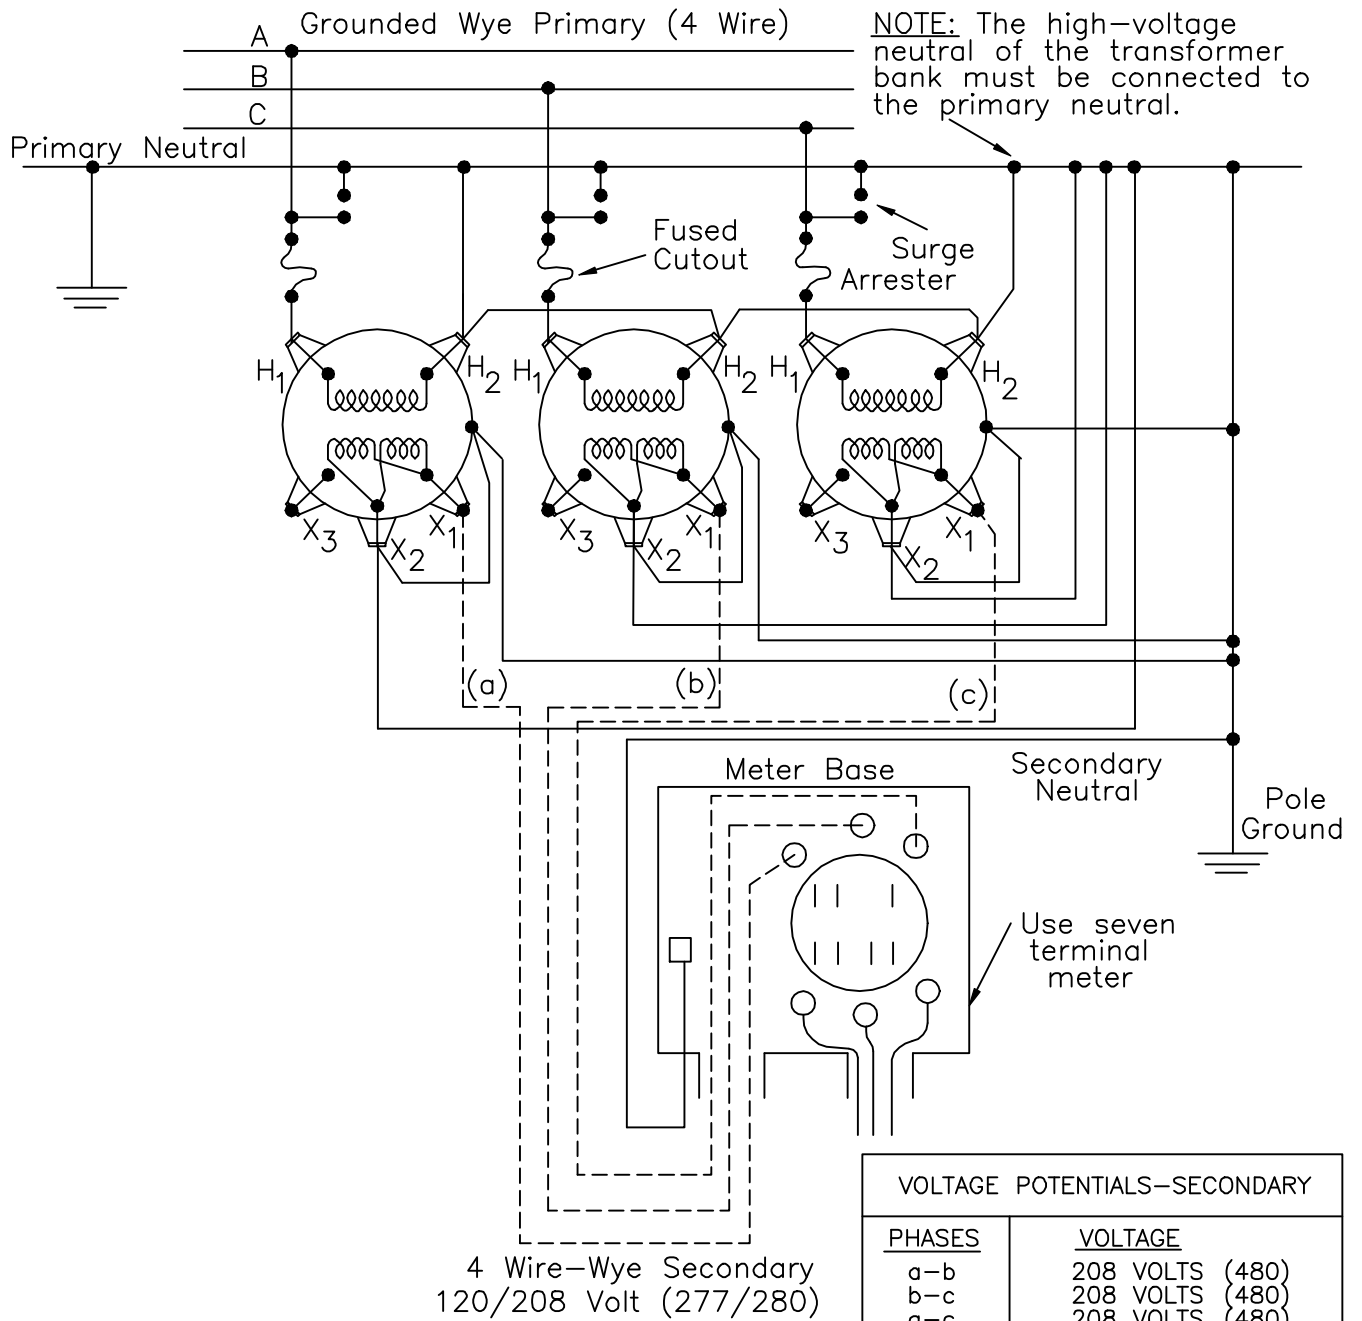 Grounded Wye Primary (4 Wire)
NOTE: The high-voltage
neutral of the transformer
bank must be connected to
the primary neutral.
A
B
C
Primary Neutral
Fused
Cutout
Surge
Arrester
H1
H2
H1
H2
H1
H2
X3
X2
X1
X3
X2
X1
X3
X2
X1
(a)
(b)
(c)
Meter Base
Secondary
Neutral
Pole
Ground
Use seven
terminal
meter
4 Wire-Wye Secondary
120/208 Volt (277/280)
VOLTAGE POTENTIALS-SECONDARY
PHASES VOLTAGE
a-b 208 VOLTS (480)
b-c 208 VOLTS (480)
a-c 208 VOLTS (480)